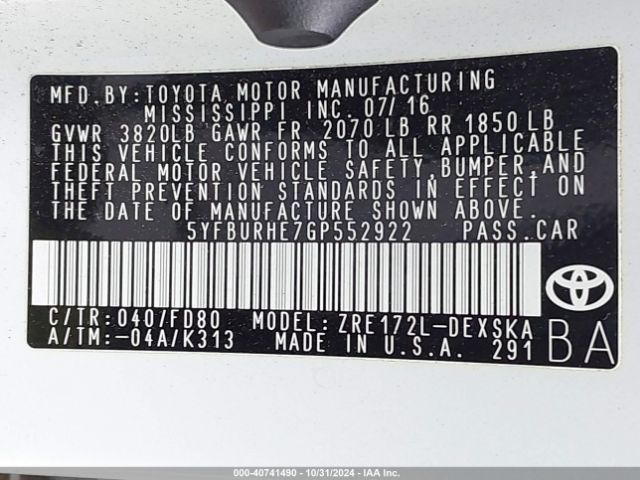 MFD. BY: TOYOTA MOTOR MANUFACTURING
MISSISSIPPI INC. 07/16
GVWR 3820LB GAWR FR 2070 LB RR 1850 LB
THIS VEHICLE CONFORMS TO ALL APPLICABLE
FEDERAL MOTOR VEHICLE SAFETY, BUMPER, AND
THEFT PREVENTION STANDARDS IN EFFECT ON
THE DATE OF MANUFACTURE SHOWN ABOVE.
5YFBURHE7GP552922 PASS. CAR
C/TR: 040/FD80 MODEL: ZRE172L-DEXSKA
A/TM: -04A/K313 MADE IN U.S.A. 291
BA
000-40741490 - 10/31/2024 - IAA Inc.